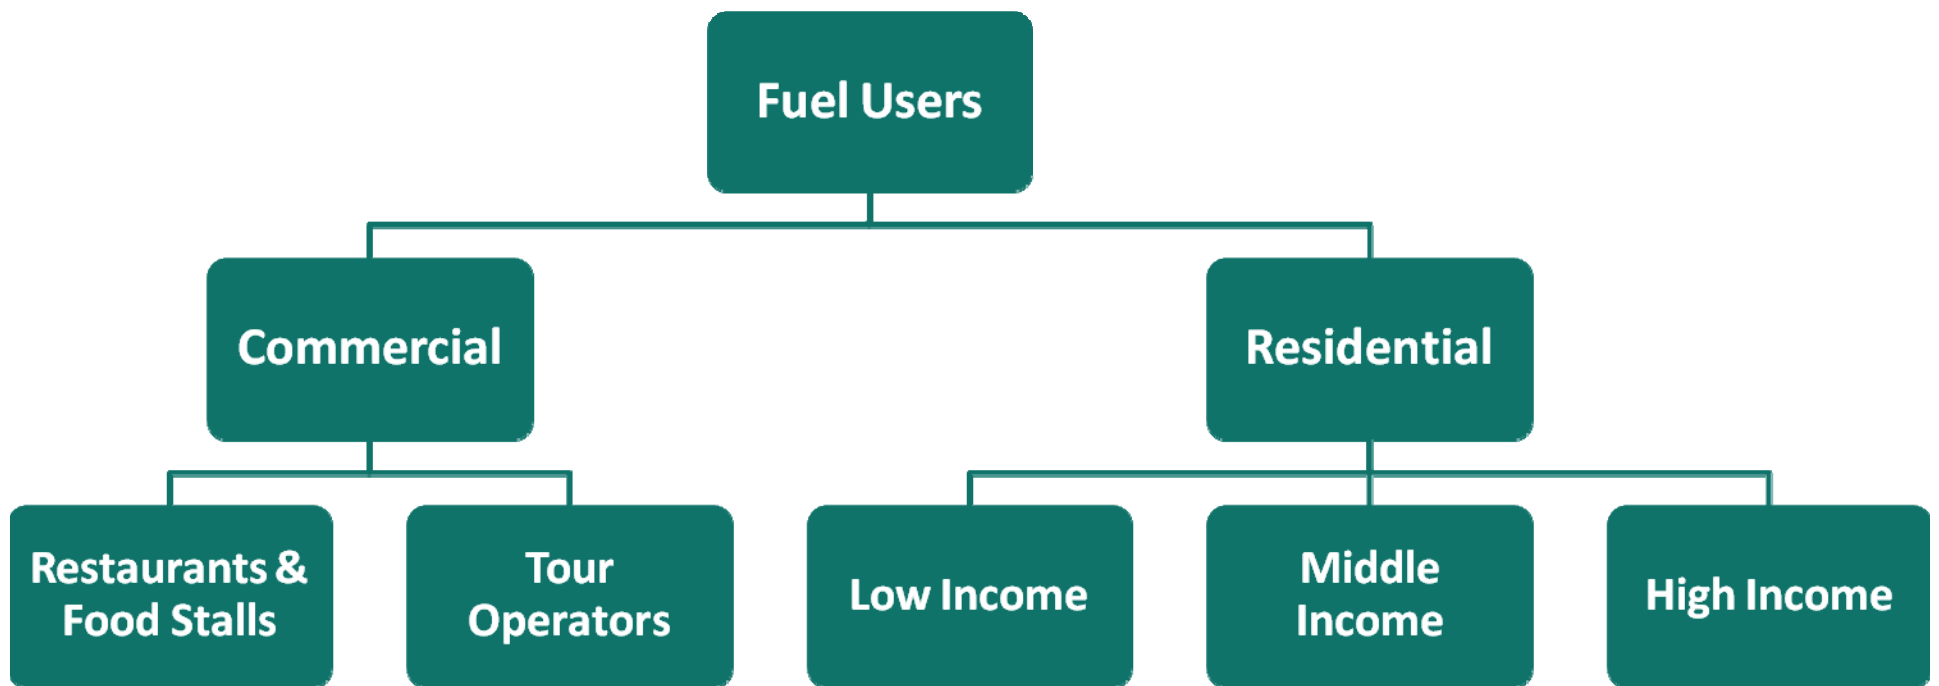 Fuel Users
Commercial
Residential
Restaurants &
Food Stalls
Tour
Operators
Low Income
Middle
Income
High Income